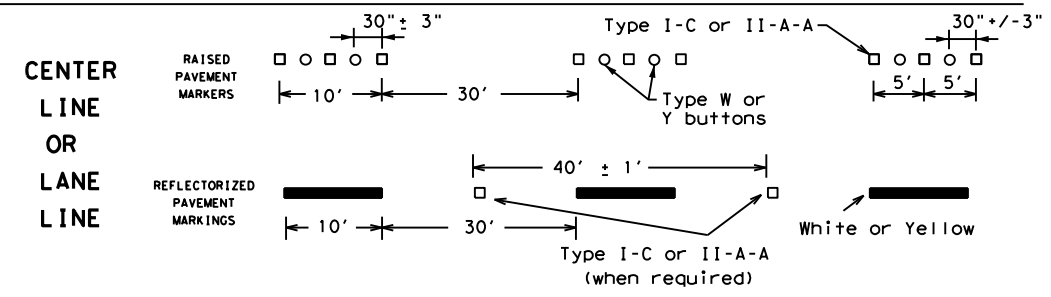 30"± 3"
Type I-C or II-A-A
30"+/-3"
CENTER
LINE
OR
LANE
LINE
RAISED
PAVEMENT
MARKERS
10'
30'
Type W or
Y buttons
5'
5'
40' ± 1'
REFLECTORIZED
PAVEMENT
MARKINGS
10'
30'
Type I-C or II-A-A
(when required)
White or Yellow